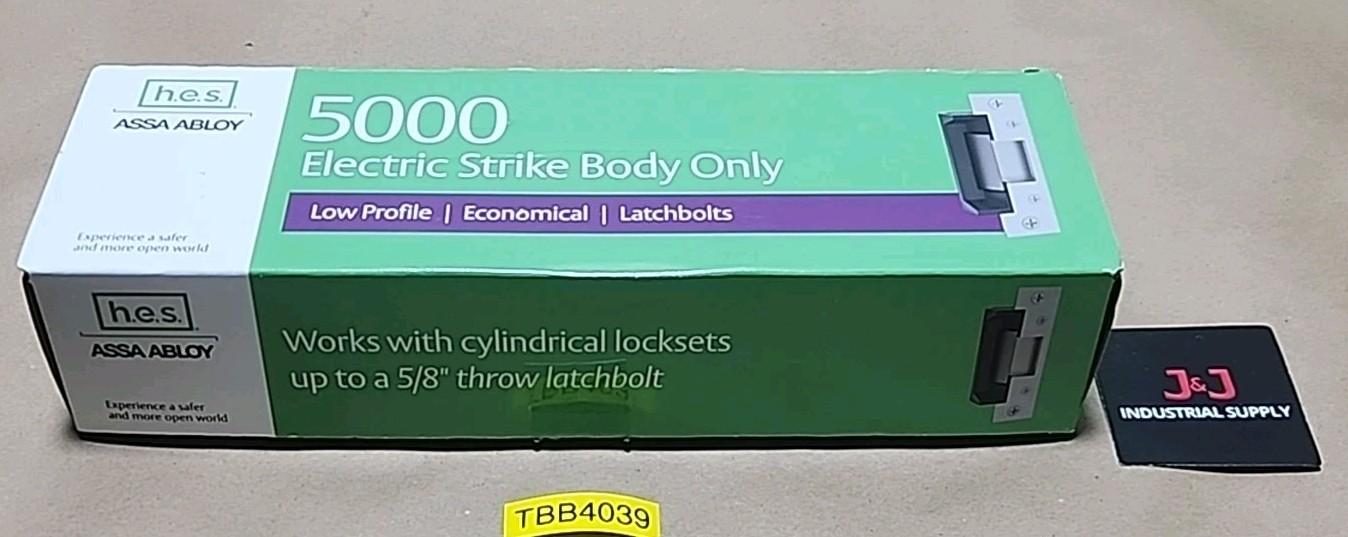 h.e.s.
ASSA ABLOY
5000
Electric Strike Body Only
Low Profile | Economical | Latchbolts
Experience a safer
and more open world
h.e.s.
ASSA ABLOY
Works with cylindrical locksets
up to a 5/8" throw latchbolt
Experience a safer
and more open world
J&J
INDUSTRIAL SUPPLY
TBB4039